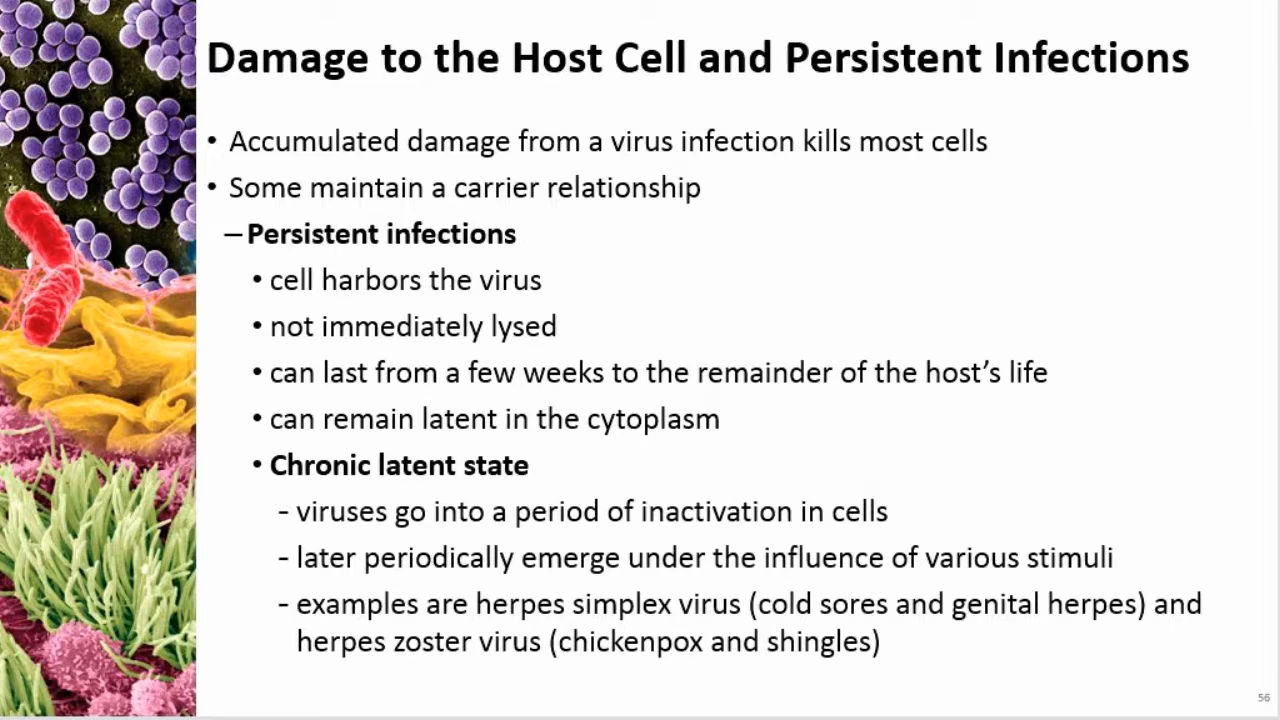 Damage to the Host Cell and Persistent Infections
• Accumulated damage from a virus infection kills most cells
• Some maintain a carrier relationship
– Persistent infections
• cell harbors the virus
• not immediately lysed
• can last from a few weeks to the remainder of the host’s life
• can remain latent in the cytoplasm
• Chronic latent state
- viruses go into a period of inactivation in cells
- later periodically emerge under the influence of various stimuli
- examples are herpes simplex virus (cold sores and genital herpes) and
herpes zoster virus (chickenpox and shingles)
56